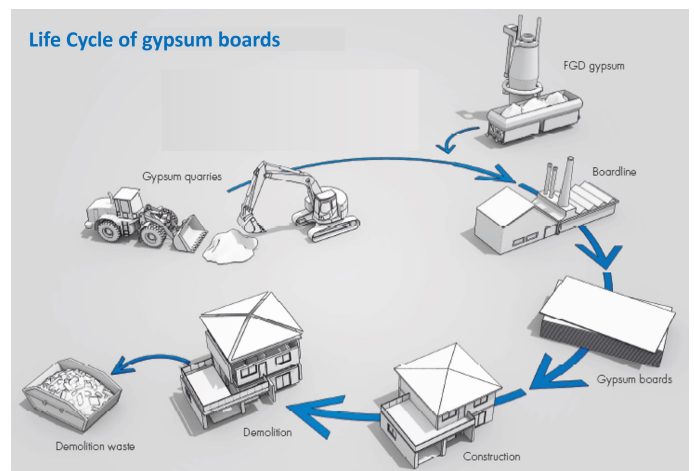 Life Cycle of gypsum boards
FGD gypsum
Gypsum quarries
Boardline
Gypsum boards
Construction
Demolition
Demolition waste